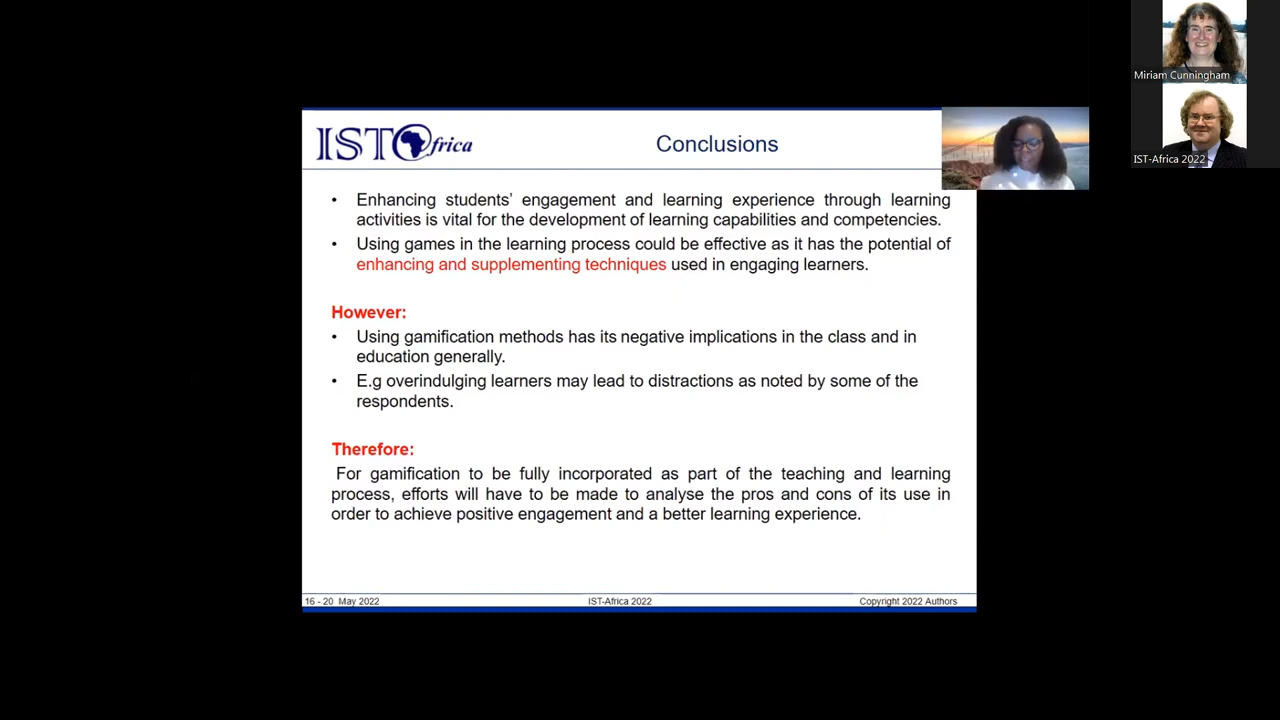 Miriam Cunningham
IST-Africa 2022
IST Africa
Conclusions
• Enhancing students’ engagement and learning experience through learning
activities is vital for the development of learning capabilities and competencies.
• Using games in the learning process could be effective as it has the potential of
enhancing and supplementing techniques used in engaging learners.
However:
• Using gamification methods has its negative implications in the class and in
education generally.
• E.g overindulging learners may lead to distractions as noted by some of the
respondents.
Therefore:
For gamification to be fully incorporated as part of the teaching and learning
process, efforts will have to be made to analyse the pros and cons of its use in
order to achieve positive engagement and a better learning experience.
16 - 20 May 2022
IST-Africa 2022
Copyright 2022 Authors